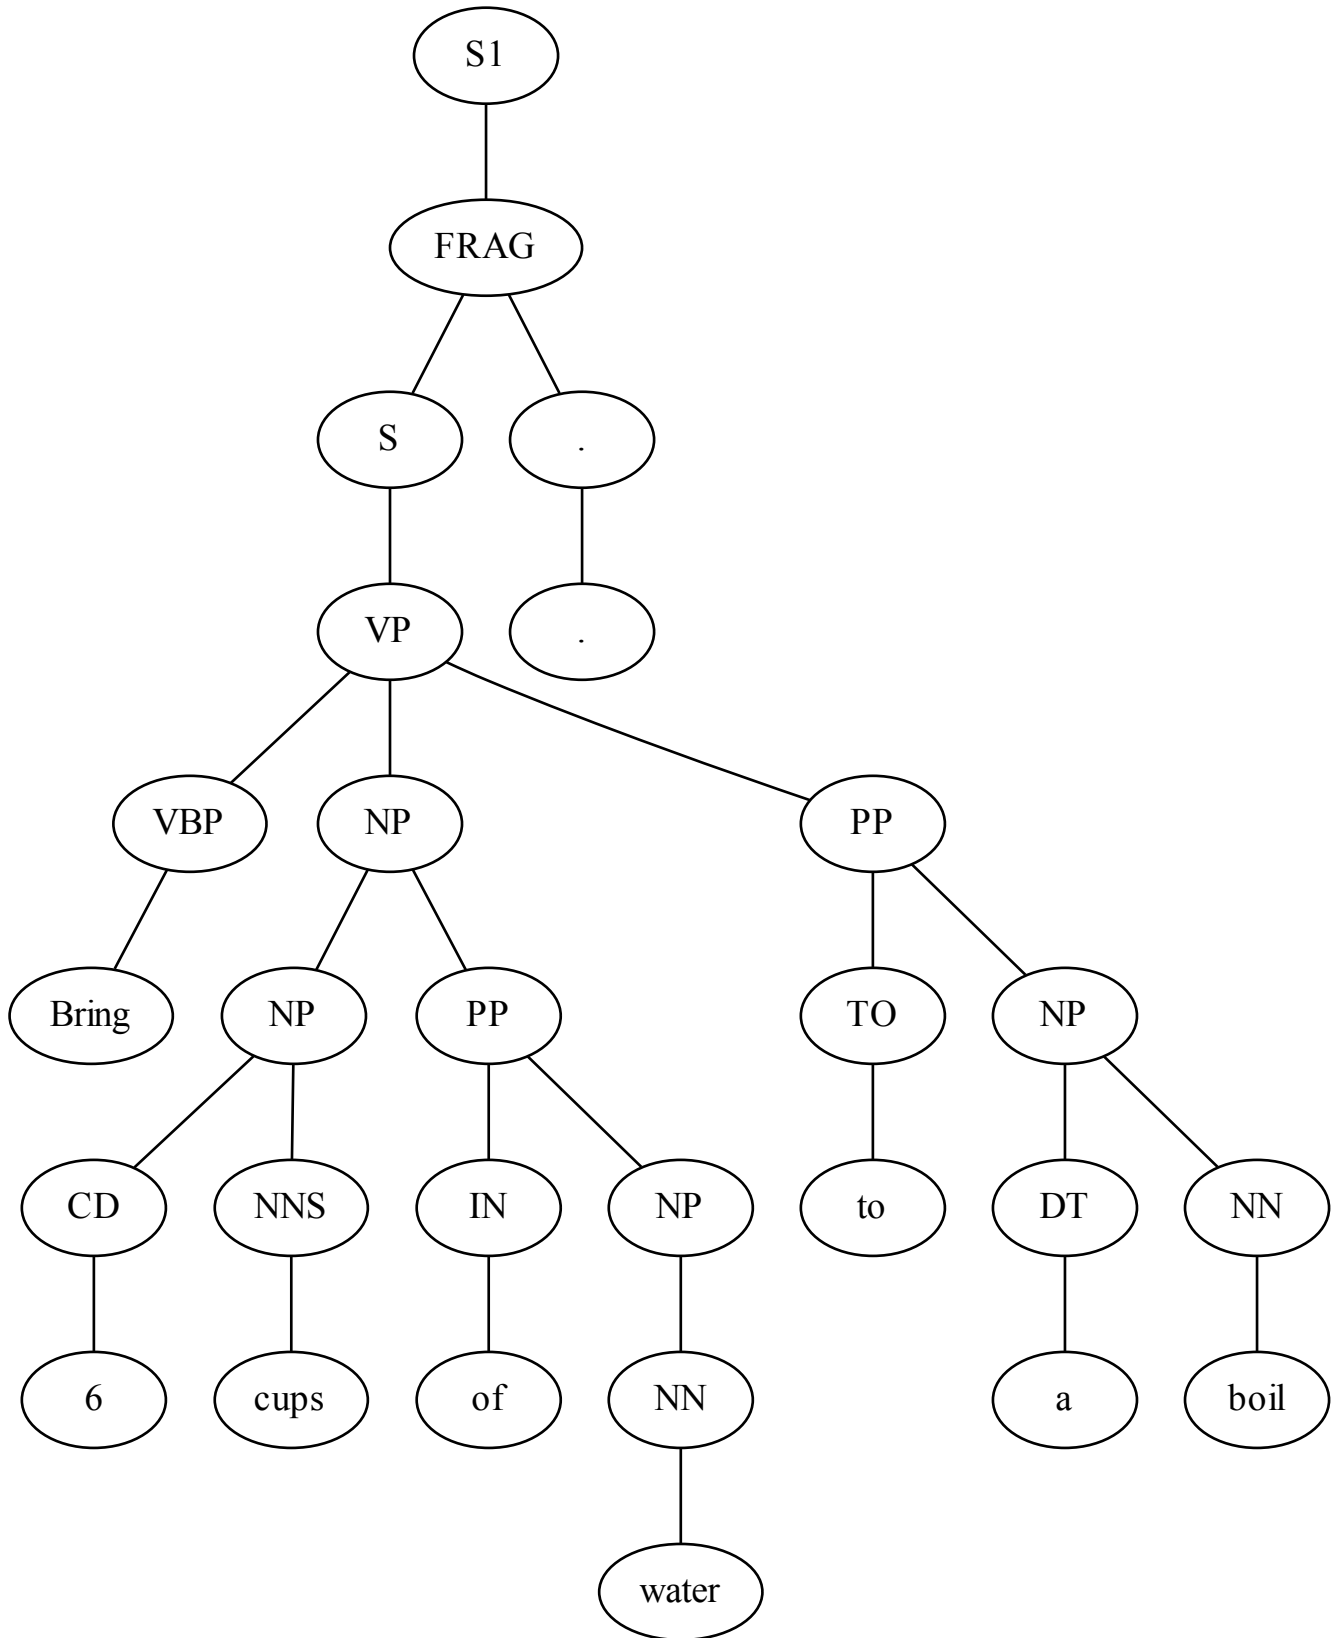 S1
FRAG
S .
VP .
VBP NP PP
Bring NP PP TO NP
CD NNS IN NP to DT NN
6 cups of NN a boil
water